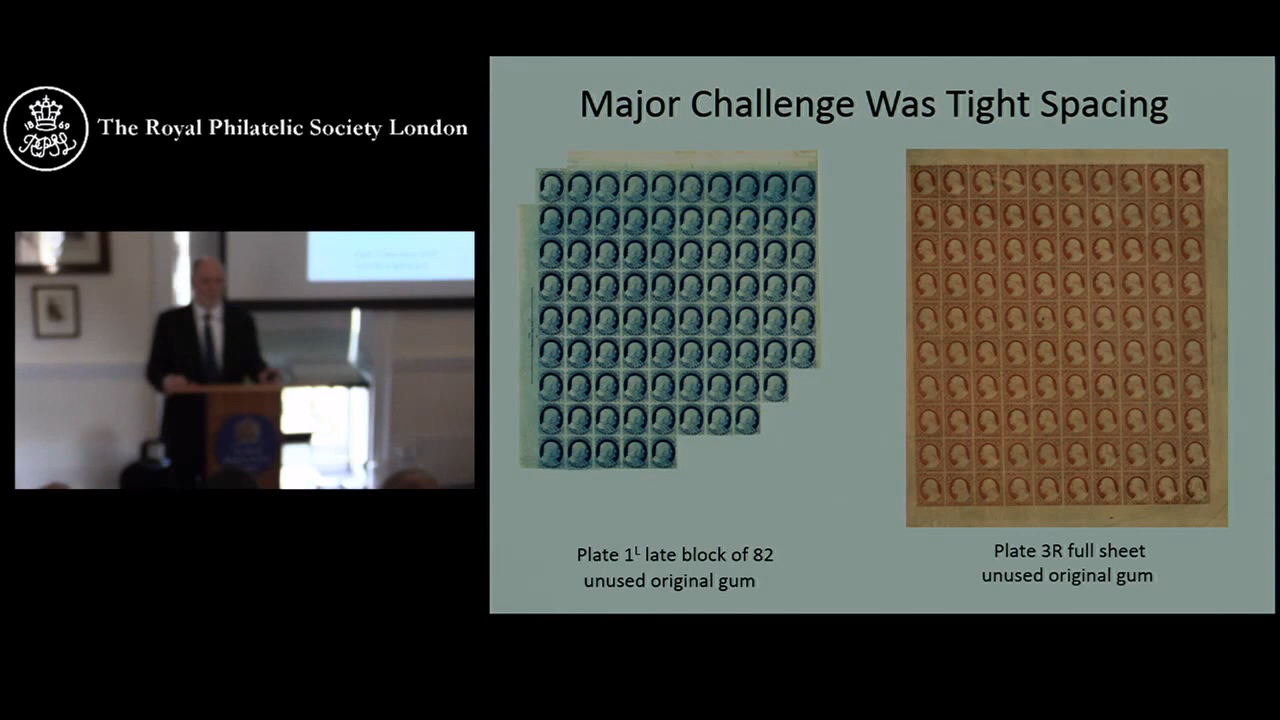 The Royal Philatelic Society London
Major Challenge Was Tight Spacing
Plate 1ᴸ late block of 82
unused original gum
Plate 3R full sheet
unused original gum